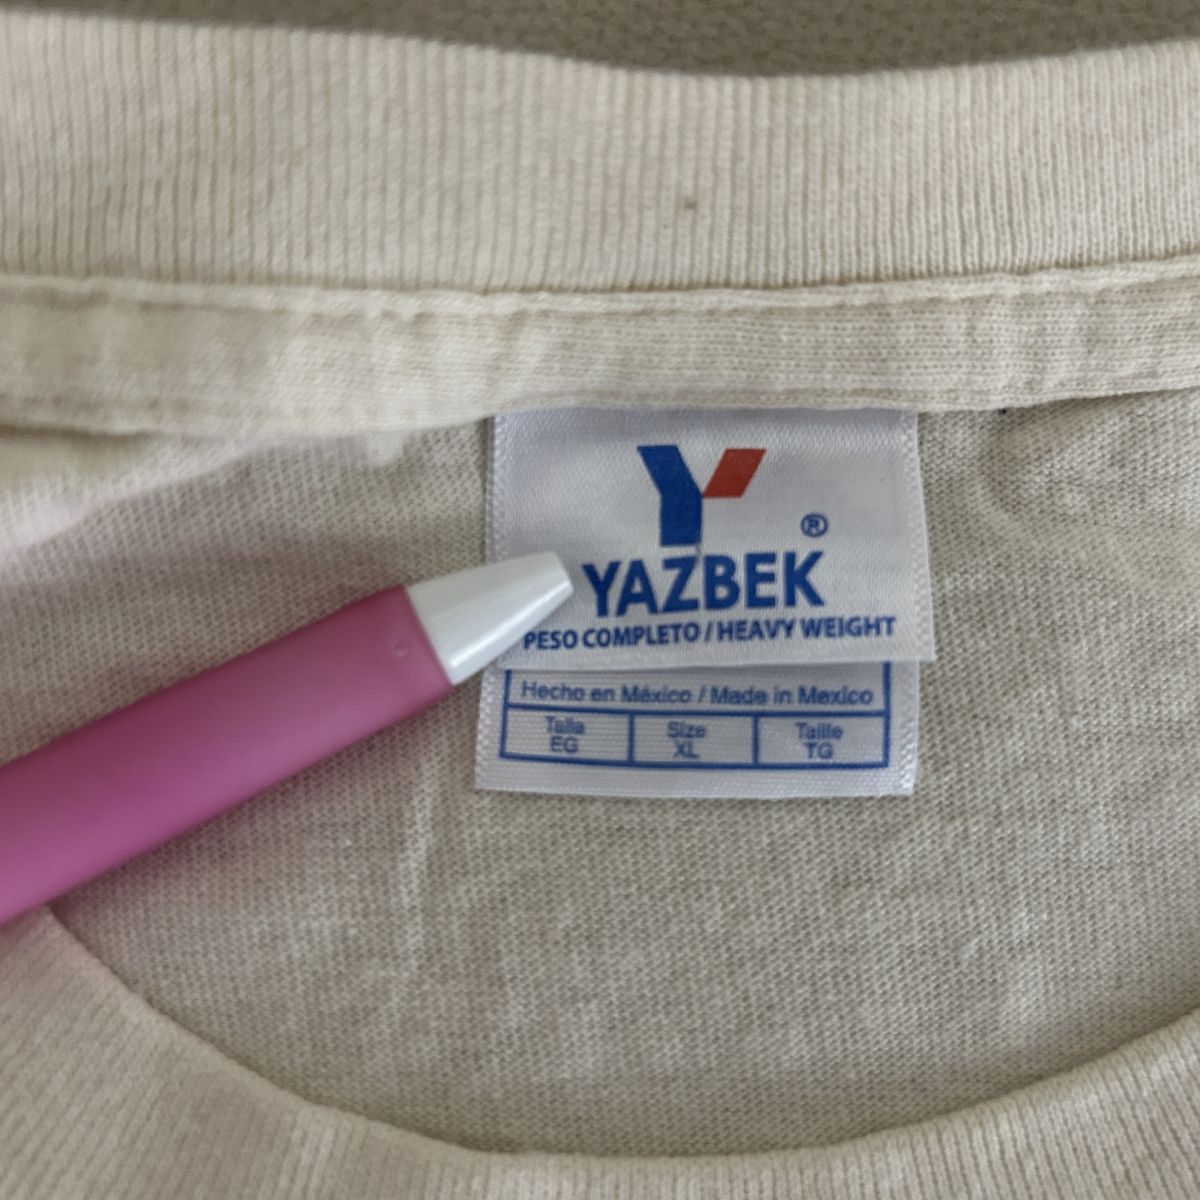 Y
®
YAZBEK
PESO COMPLETO / HEAVY WEIGHT
Hecho en México / Made in Mexico
Talla Size Taille
EG XL TG